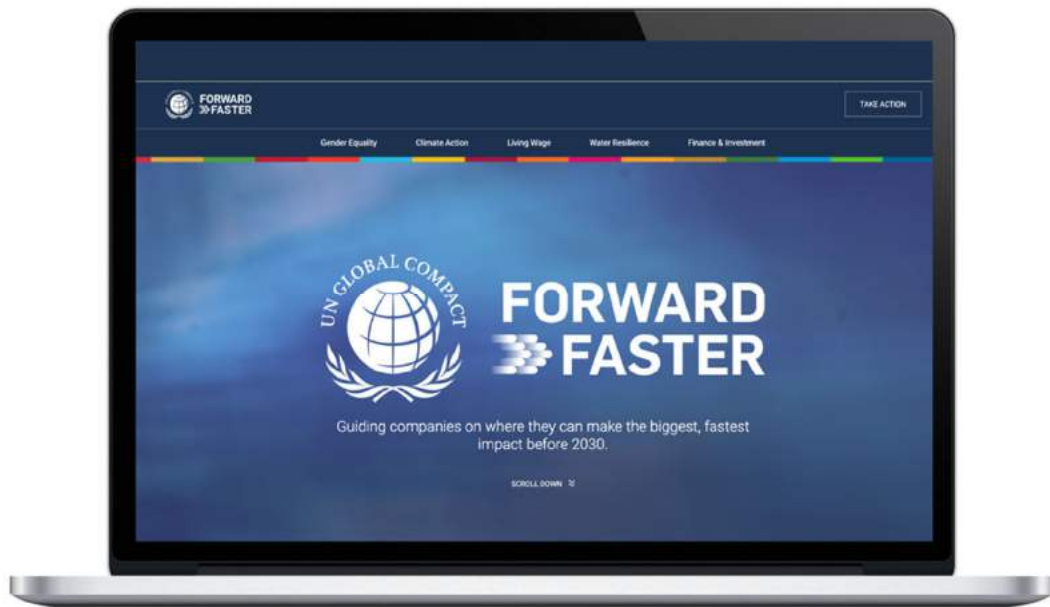 FORWARD
FASTER
TAKE ACTION
Gender Equality
Climate Action
Living Wage
Water Resilience
Finance & Investment
UN GLOBAL COMPACT
FORWARD
FASTER
Guiding companies on where they can make the biggest, fastest
impact before 2030.
SCROLL DOWN